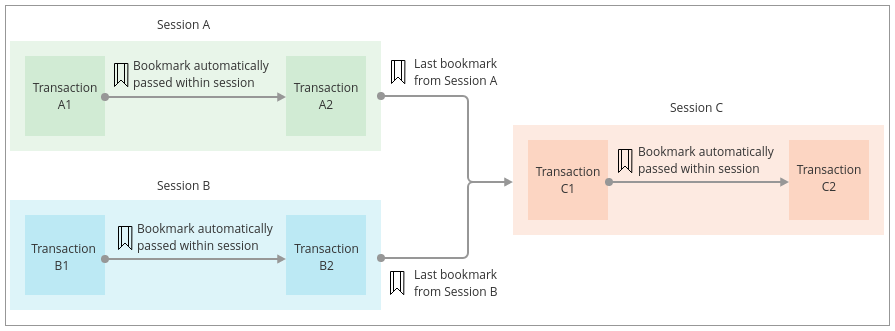 Session A
Transaction
A1
Bookmark automatically
passed within session
Transaction
A2
Last bookmark
from Session A
Session B
Transaction
B1
Bookmark automatically
passed within session
Transaction
B2
Last bookmark
from Session B
Session C
Transaction
C1
Bookmark automatically
passed within session
Transaction
C2